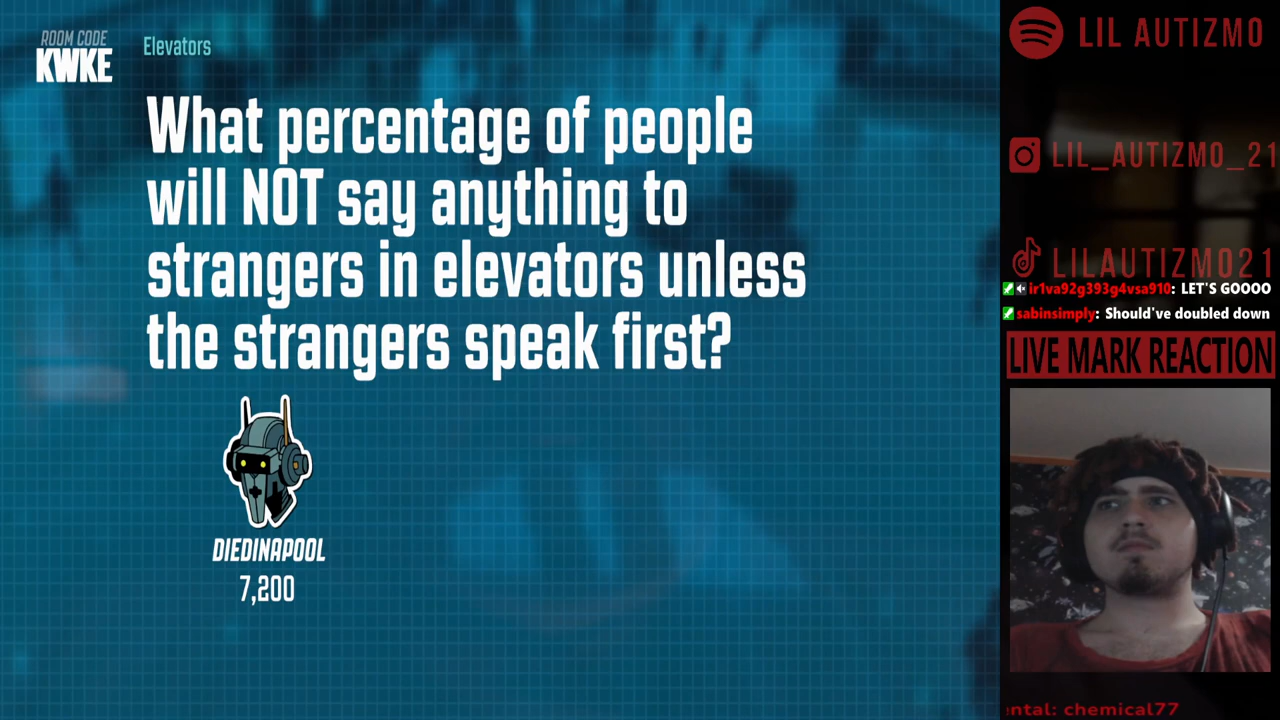 ROOM CODE
KWKE
Elevators
What percentage of people
will NOT say anything to
strangers in elevators unless
the strangers speak first?
DIEDINAPOOL
7,200
LIL AUTIZMO
LIL_AUTIZMO_21
LILAUTIZMO21
ir1va92g393g4vsa910: LET'S GOOOO
sabinsimply: Should've doubled down
LIVE MARK REACTION
ental: chemical77